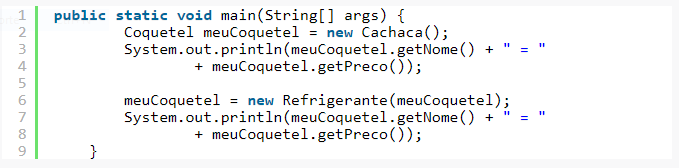 1 public static void main(String[] args) {
2 Coquetel meuCoquetel = new Cachaca();
3 System.out.println(meuCoquetel.getNome() + " = "
4 + meuCoquetel.getPreco());
5
6 meuCoquetel = new Refrigerante(meuCoquetel);
7 System.out.println(meuCoquetel.getNome() + " = "
8 + meuCoquetel.getPreco());
9 }